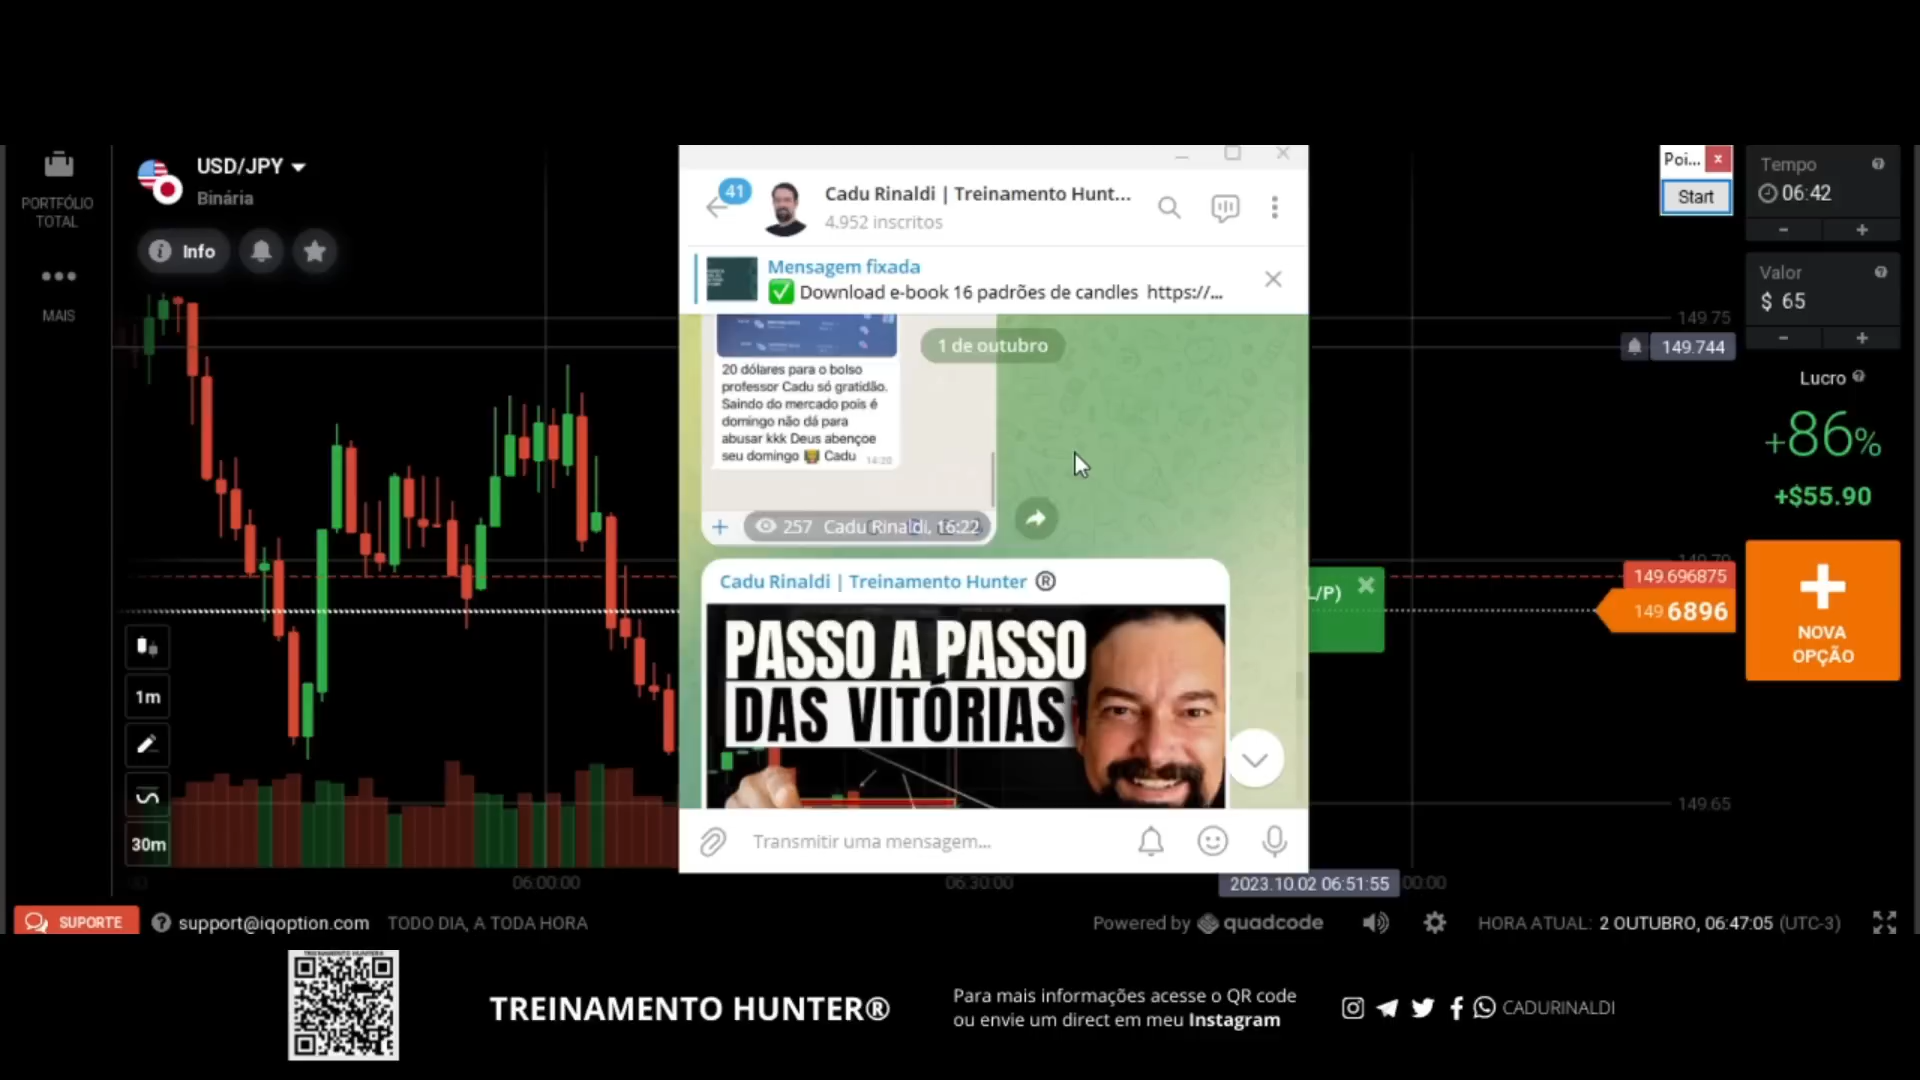 PORTFÓLIO
TOTAL
MAIS
USD/JPY
Binária
Info
1m
30m
41
Cadu Rinaldi | Treinamento Hunt...
4.952 inscritos
Mensagem fixada
✅ Download e-book 16 padrões de candles https://...
1 de outubro
20 dólares para o bolso
professor Cadu só gratidão.
Saindo do mercado pois é
domingo não dá para
abusar kkk Deus abençoe
seu domingo Cadu 14:20
257 Cadu Rinaldi, 16:22
Cadu Rinaldi | Treinamento Hunter ®
PASSO A PASSO
DAS VITÓRIAS
Transmitir uma mensagem...
L/P)
Poi...
Start
Tempo
06:42
- +
Valor
$ 65
- +
Lucro
+86%
+$55.90
NOVA
OPÇÃO
149.75
149.744
149.70
149.696875
149 6896
149.65
06:00:00
06:30:00
2023.10.02 06:51:55
00:00
SUPORTE
support@iqoption.com
TODO DIA, A TODA HORA
Powered by quadcode
HORA ATUAL: 2 OUTUBRO, 06:47:05 (UTC-3)
TREINAMENTO HUNTER®
Para mais informações acesse o QR code
ou envie um direct em meu Instagram
CADURINALDI